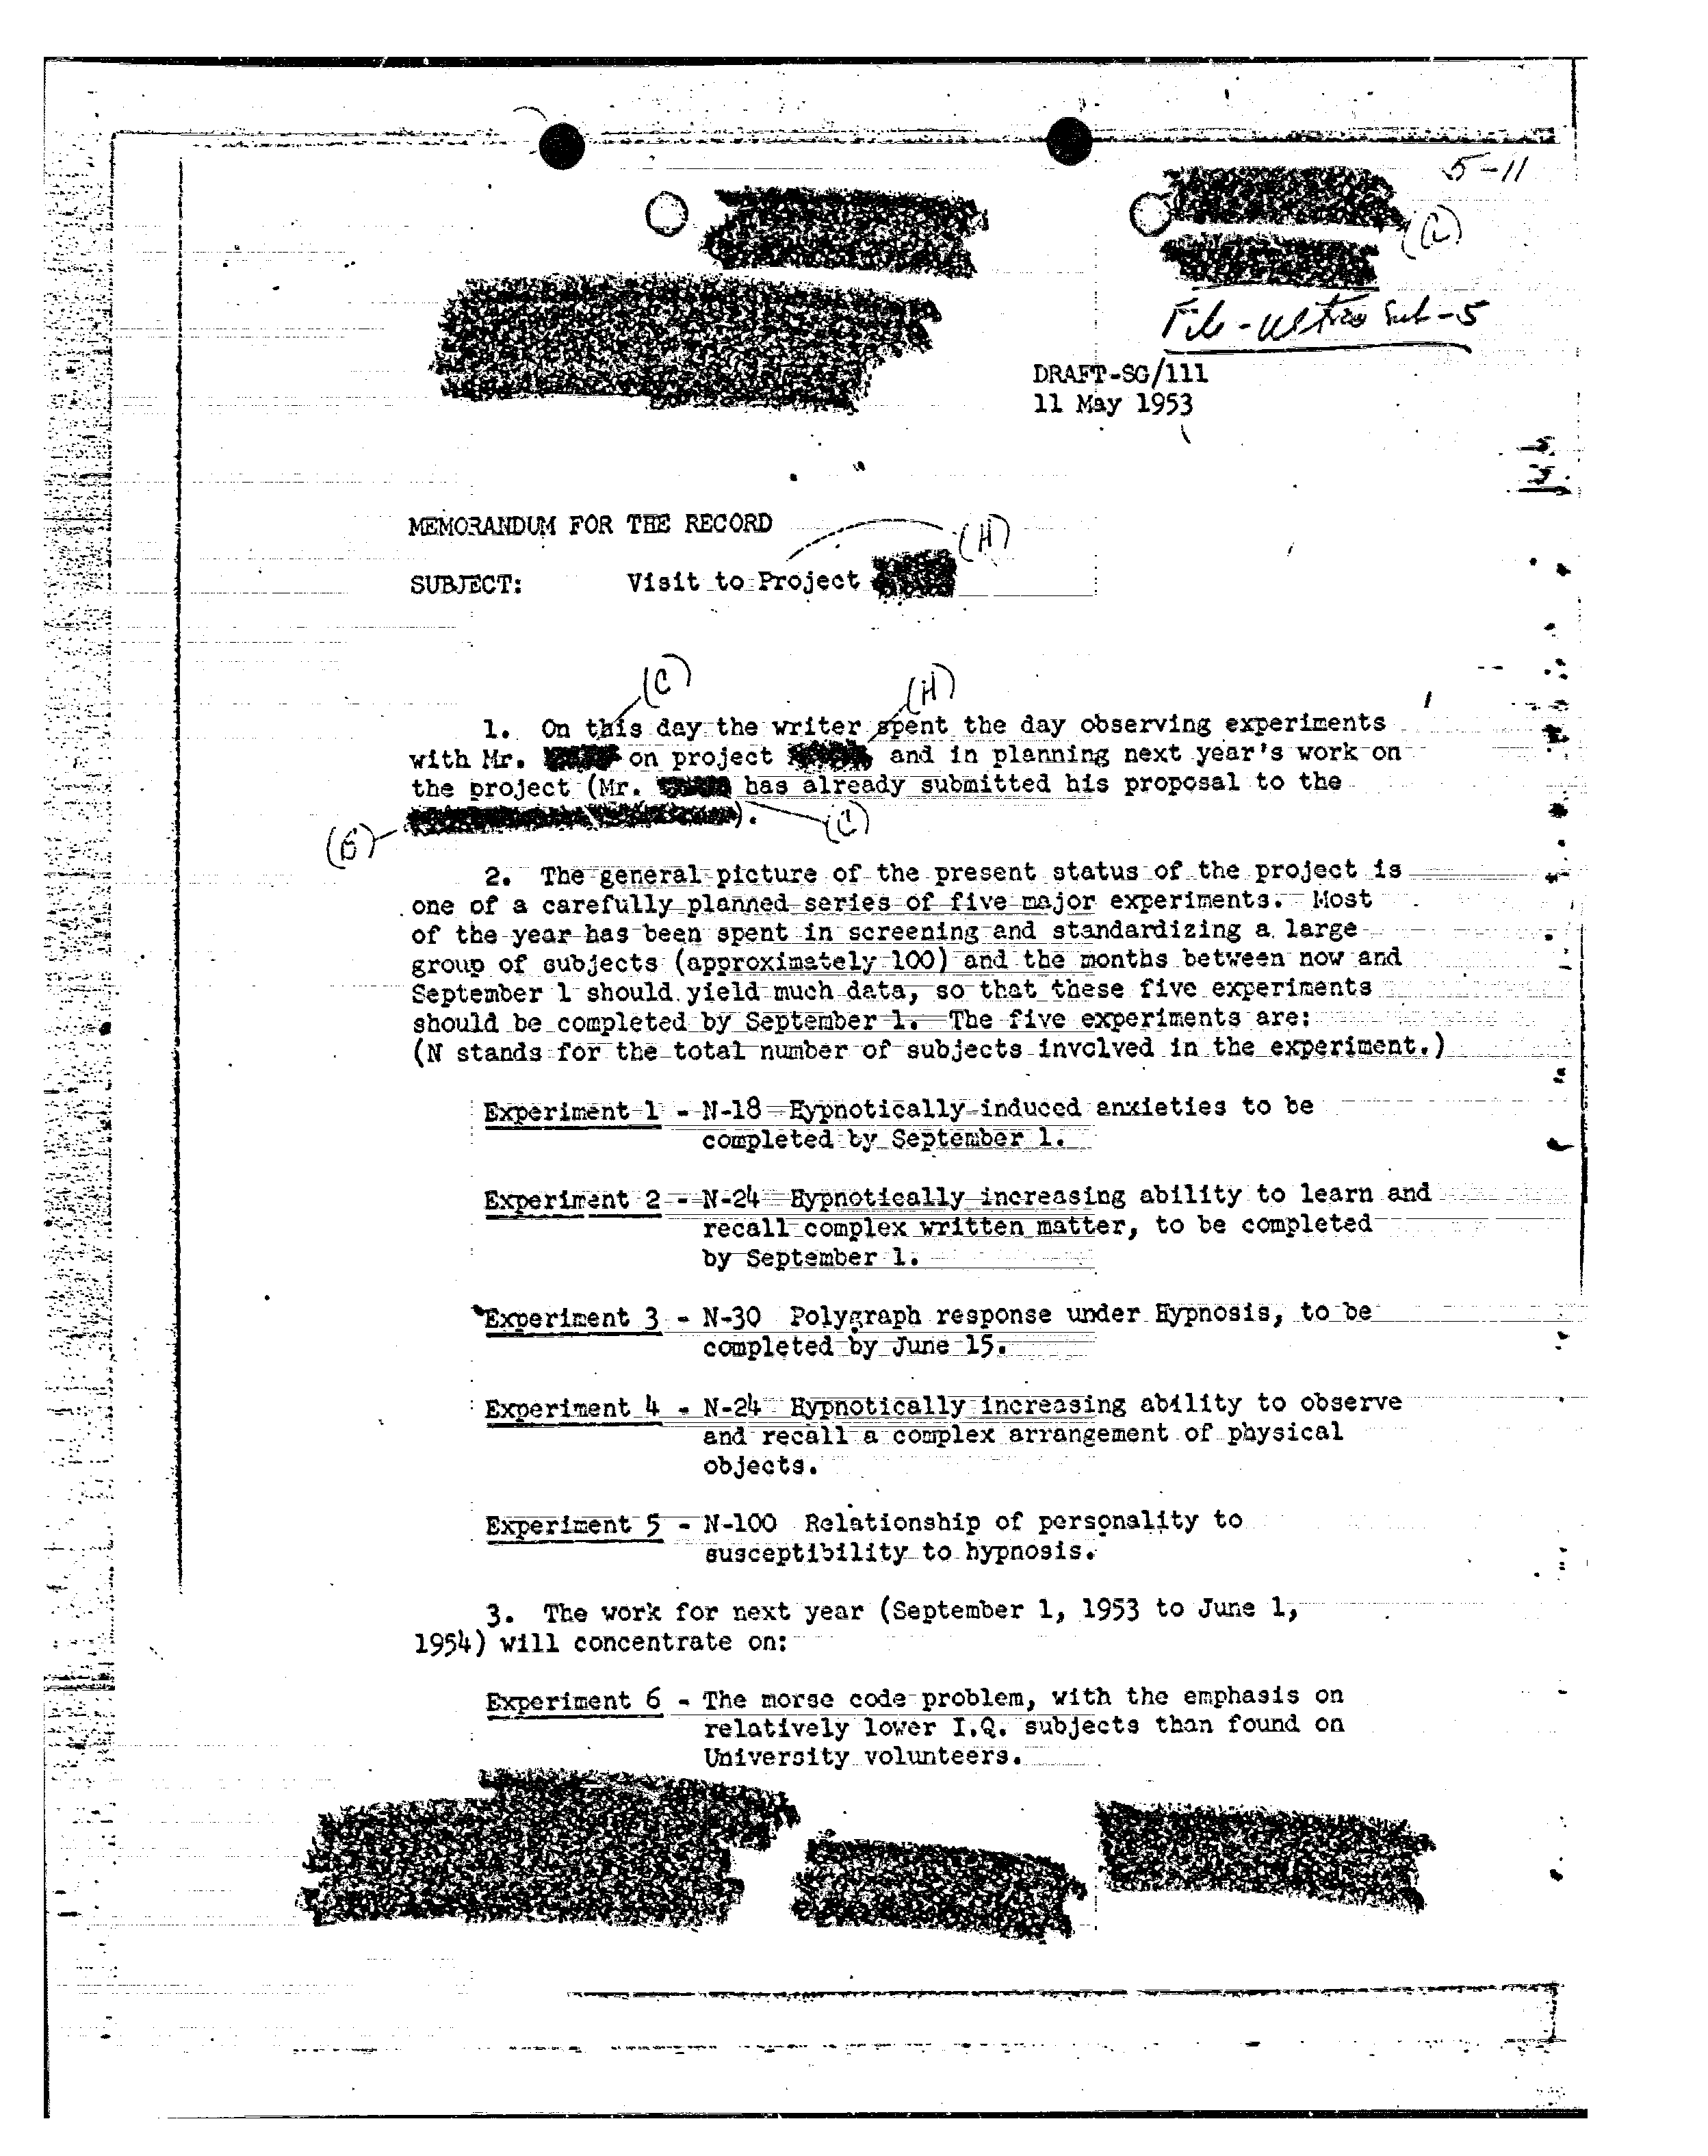 5-11
(C)
File - Ultra Sub-5
DRAFT-SG/111
11 May 1953
MEMORANDUM FOR THE RECORD
(H)
SUBJECT: Visit to Project
(C) (H)
1. On this day the writer spent the day observing experiments
with Mr. on project and in planning next year's work on
the project (Mr. has already submitted his proposal to the
).
(B) (C)
2. The general picture of the present status of the project is
one of a carefully planned series of five major experiments. Most
of the year has been spent in screening and standardizing a large
group of subjects (approximately 100) and the months between now and
September 1 should yield much data, so that these five experiments
should be completed by September 1. The five experiments are:
(N stands for the total number of subjects involved in the experiment.)
Experiment 1 - N-18 Hypnotically induced anxieties to be
completed by September 1.
Experiment 2 - N-24 Hypnotically increasing ability to learn and
recall complex written matter, to be completed
by September 1.
Experiment 3 - N-30 Polygraph response under Hypnosis, to be
completed by June 15.
Experiment 4 - N-24 Hypnotically increasing ability to observe
and recall a complex arrangement of physical
objects.
Experiment 5 - N-100 Relationship of personality to
susceptibility to hypnosis.
3. The work for next year (September 1, 1953 to June 1,
1954) will concentrate on:
Experiment 6 - The morse code problem, with the emphasis on
relatively lower I.Q. subjects than found on
University volunteers.